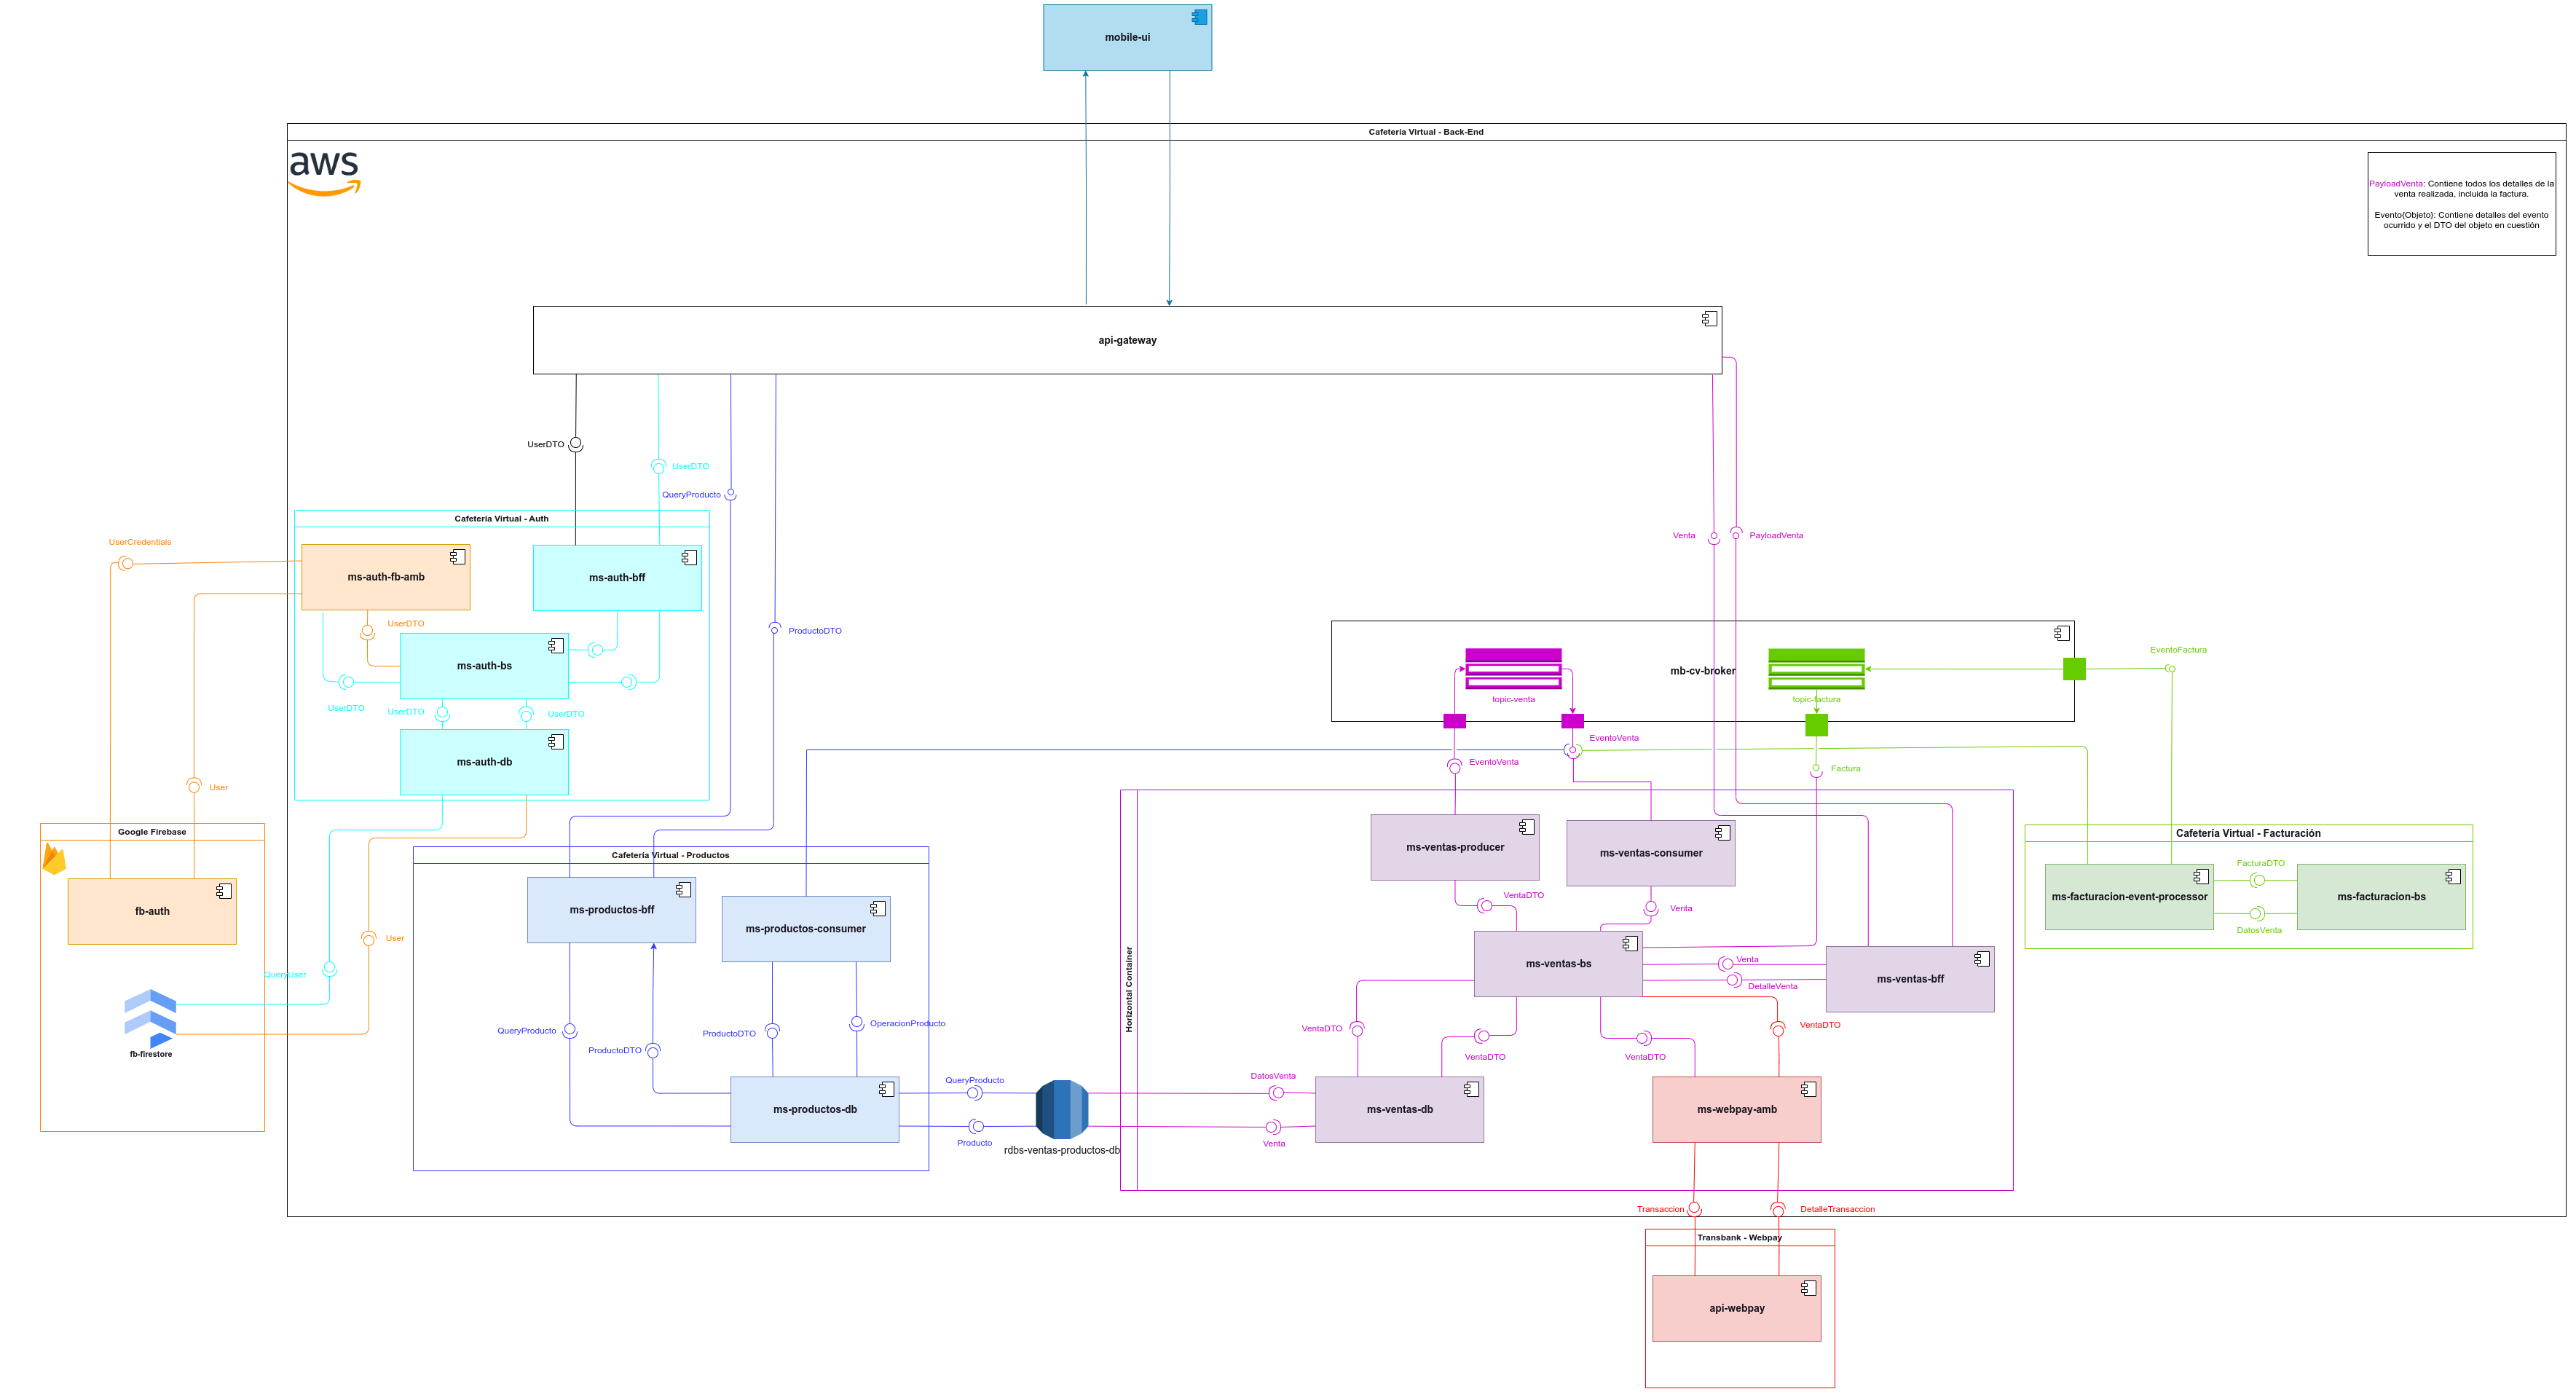 mobile-ui
Cafetería Virtual - Back-End
aws
PayloadVenta: Contiene todos los detalles de la
venta realizada, incluida la factura.
Evento{Objeto}: Contiene detalles del evento
ocurrido y el DTO del objeto en cuestión
api-gateway
UserDTO
UserDTO
QueryProducto
Cafetería Virtual - Auth
UserCredentials
Venta
PayloadVenta
ms-auth-fb-amb
ms-auth-bff
UserDTO
ProductoDTO
ms-auth-bs
mb-cv-broker
EventoFactura
topic-venta
topic-factura
UserDTO
UserDTO
UserDTO
EventoVenta
ms-auth-db
EventoVenta
Factura
User
Google Firebase
Cafetería Virtual - Facturación
Cafetería Virtual - Productos
ms-ventas-producer
ms-ventas-consumer
FacturaDTO
VentaDTO
ms-facturacion-event-processor
ms-facturacion-bs
fb-auth
ms-productos-bff
Venta
ms-productos-consumer
DatosVenta
User
Horizontal Container
ms-ventas-bs
Venta
QueryUser
ms-ventas-bff
DetalleVenta
QueryProducto
ProductoDTO
OperacionProducto
VentaDTO
VentaDTO
fb-firestore
ProductoDTO
VentaDTO
VentaDTO
QueryProducto
DatosVenta
ms-productos-db
ms-ventas-db
ms-webpay-amb
Producto
Venta
rdbs-ventas-productos-db
Transaccion
DetalleTransaccion
Transbank - Webpay
api-webpay